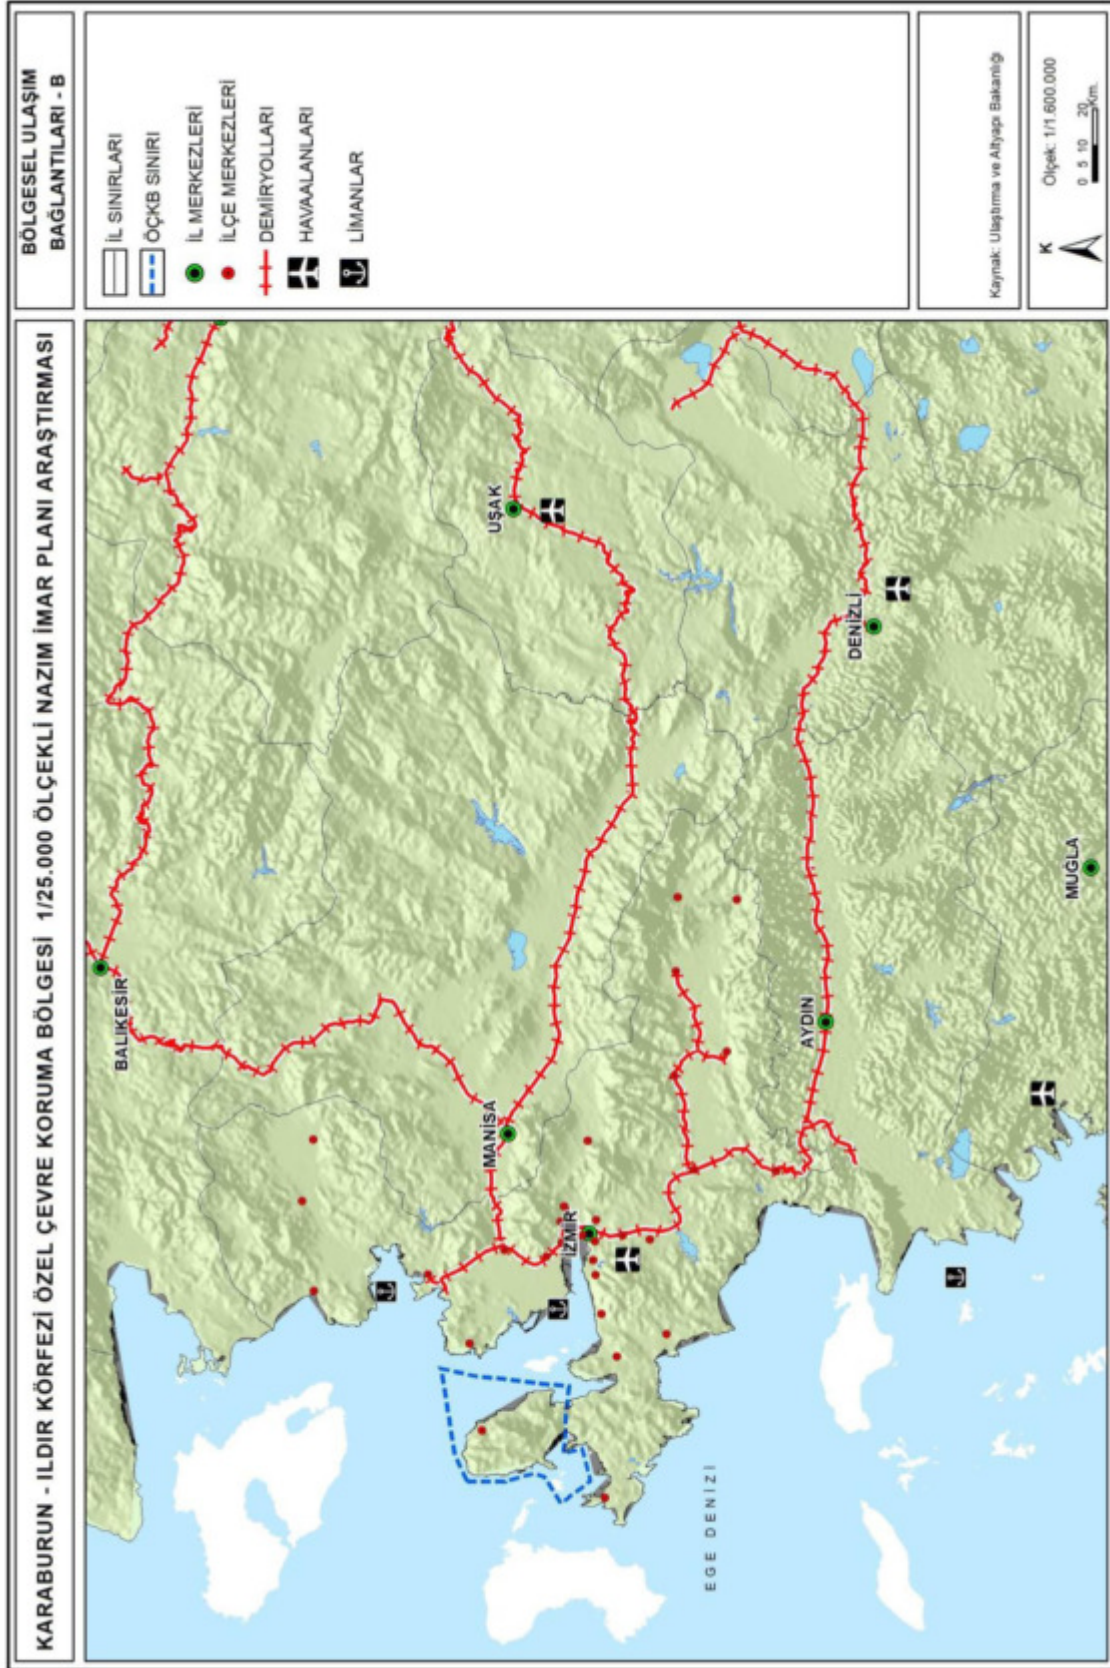 KARABURUN - ILDIR KÖRFEZİ ÖZEL ÇEVRE KORUMA BÖLGESİ 1/25.000 ÖLÇEKLİ NAZIM İMAR PLANI ARAŞTIRMASI
BÖLGESEL ULAŞIM
BAĞLANTILARI - B
BALIKESİR
UŞAK
MANİSA
İZMİR
DENİZLİ
AYDIN
MUĞLA
EGE DENİZİ
İL SINIRLARI
ÖÇKB SINIRI
İL MERKEZLERİ
İLÇE MERKEZLERİ
DEMİRYOLLARI
HAVAALANLARI
LİMANLAR
Kaynak: Ulaştırma ve Altyapı Bakanlığı
K
Ölçek: 1/1.600.000
0 5 10 20
Km.